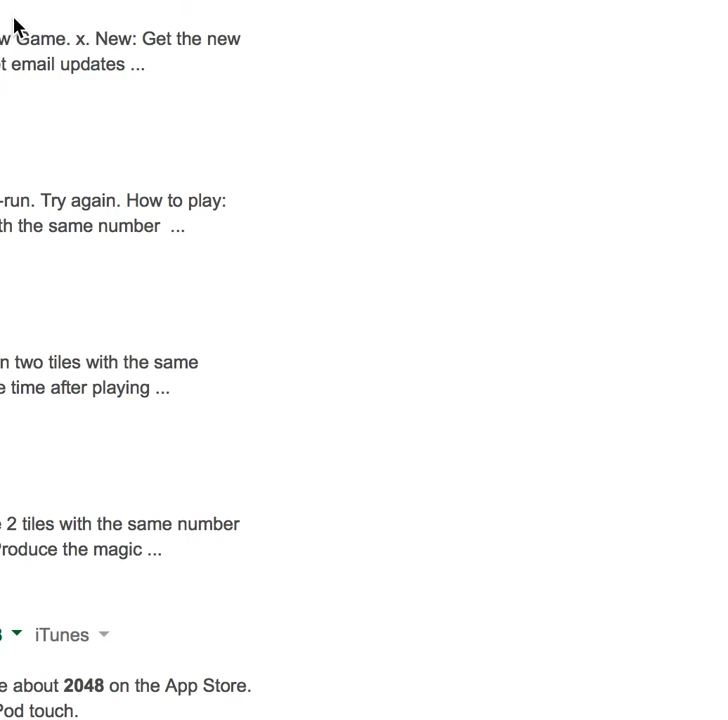 Game. x. New: Get the new
email updates ...
-run. Try again. How to play:
the same number ...
two tiles with the same
time after playing ...
2 tiles with the same number
Produce the magic ...
iTunes
about 2048 on the App Store.
Pod touch.